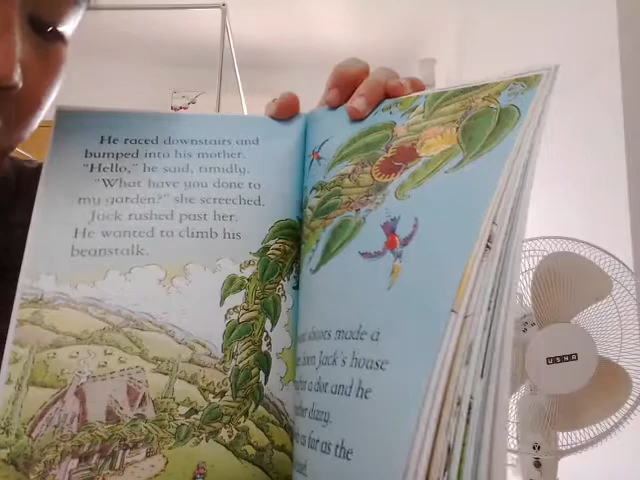 He raced downstairs and
bumped into his mother.
"Hello," he said, timidly.
"What have you done to
my garden?" she screeched.
Jack rushed past her.
He wanted to climb his
beanstalk.
made a
Jack's house
a dot and he
dizzy.
as far as the
USHA